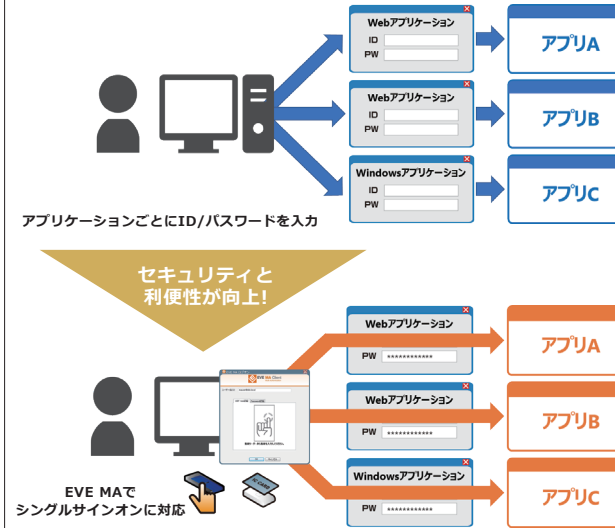 Webアプリケーション
ID
PW
アプリA
Webアプリケーション
ID
PW
アプリB
Windowsアプリケーション
ID
PW
アプリC
アプリケーションごとにID/パスワードを入力
セキュリティと
利便性が向上!
Webアプリケーション
PW ************
アプリA
EVE MA Client
Webアプリケーション
PW ************
アプリB
Windowsアプリケーション
PW ************
アプリC
IC CARD
EVE MAで
シングルサインオンに対応